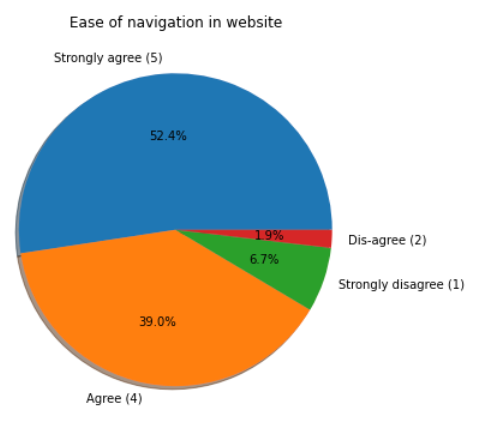 Ease of navigation in website
Strongly agree (5)
52.4%
1.9%
Dis-agree (2)
6.7%
Strongly disagree (1)
39.0%
Agree (4)